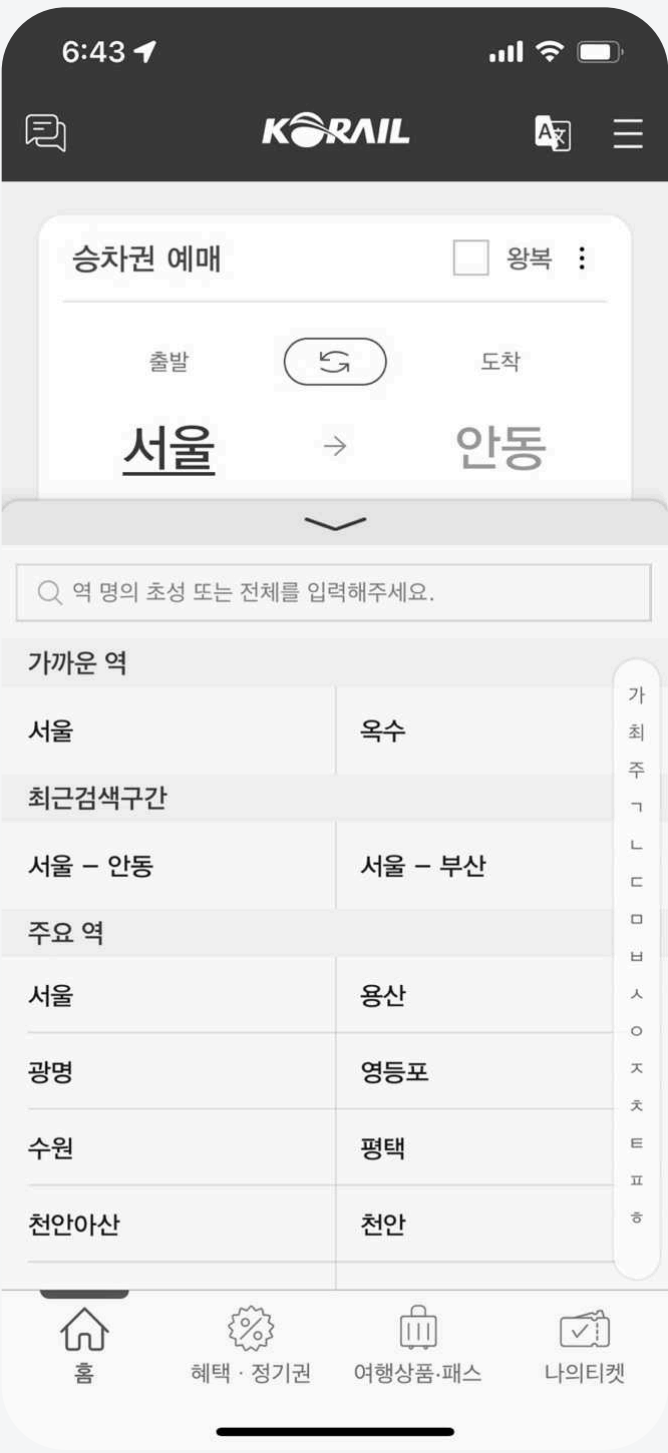 6:43
KORAIL
A
승차권 예매 왕복
출발 도착
서울 → 안동
역 명의 초성 또는 전체를 입력해주세요.
가까운 역
서울 옥수
최근검색구간
서울 – 안동 서울 – 부산
주요 역
서울 용산
광명 영등포
수원 평택
천안아산 천안
가
최
주
ㄱ
ㄴ
ㄷ
ㅁ
ㅂ
ㅅ
ㅇ
ㅈ
ㅊ
ㅌ
ㅍ
ㅎ
홈 혜택 · 정기권 여행상품·패스 나의티켓